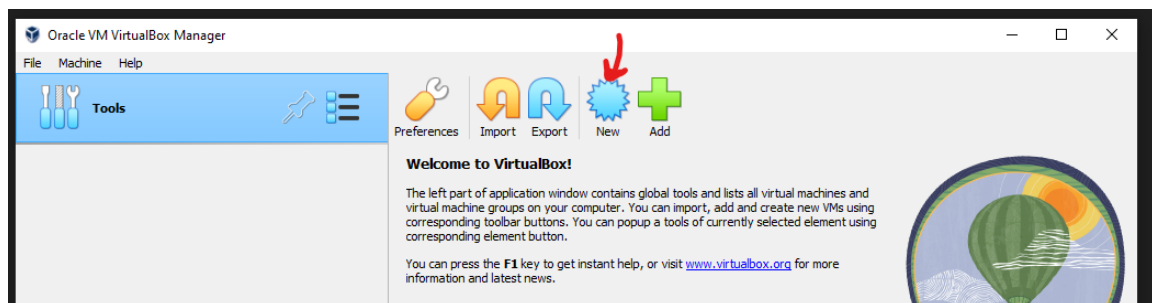 Oracle VM VirtualBox Manager
File Machine Help
Tools
Preferences Import Export New Add
Welcome to VirtualBox!
The left part of application window contains global tools and lists all virtual machines and
virtual machine groups on your computer. You can import, add and create new VMs using
corresponding toolbar buttons. You can popup a tools of currently selected element using
corresponding element button.
You can press the F1 key to get instant help, or visit www.virtualbox.org for more
information and latest news.